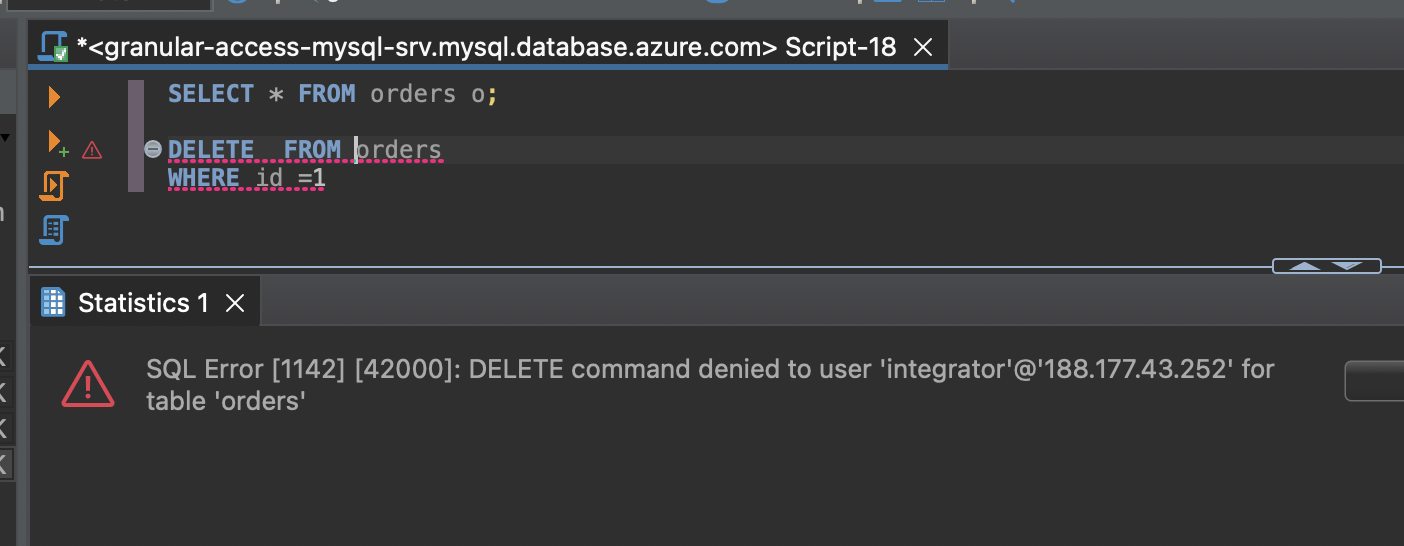 *<granular-access-mysql-srv.mysql.database.azure.com> Script-18
SELECT * FROM orders o;
DELETE  FROM orders
WHERE id =1
Statistics 1
SQL Error [1142] [42000]: DELETE command denied to user 'integrator'@'188.177.43.252' for
table 'orders'